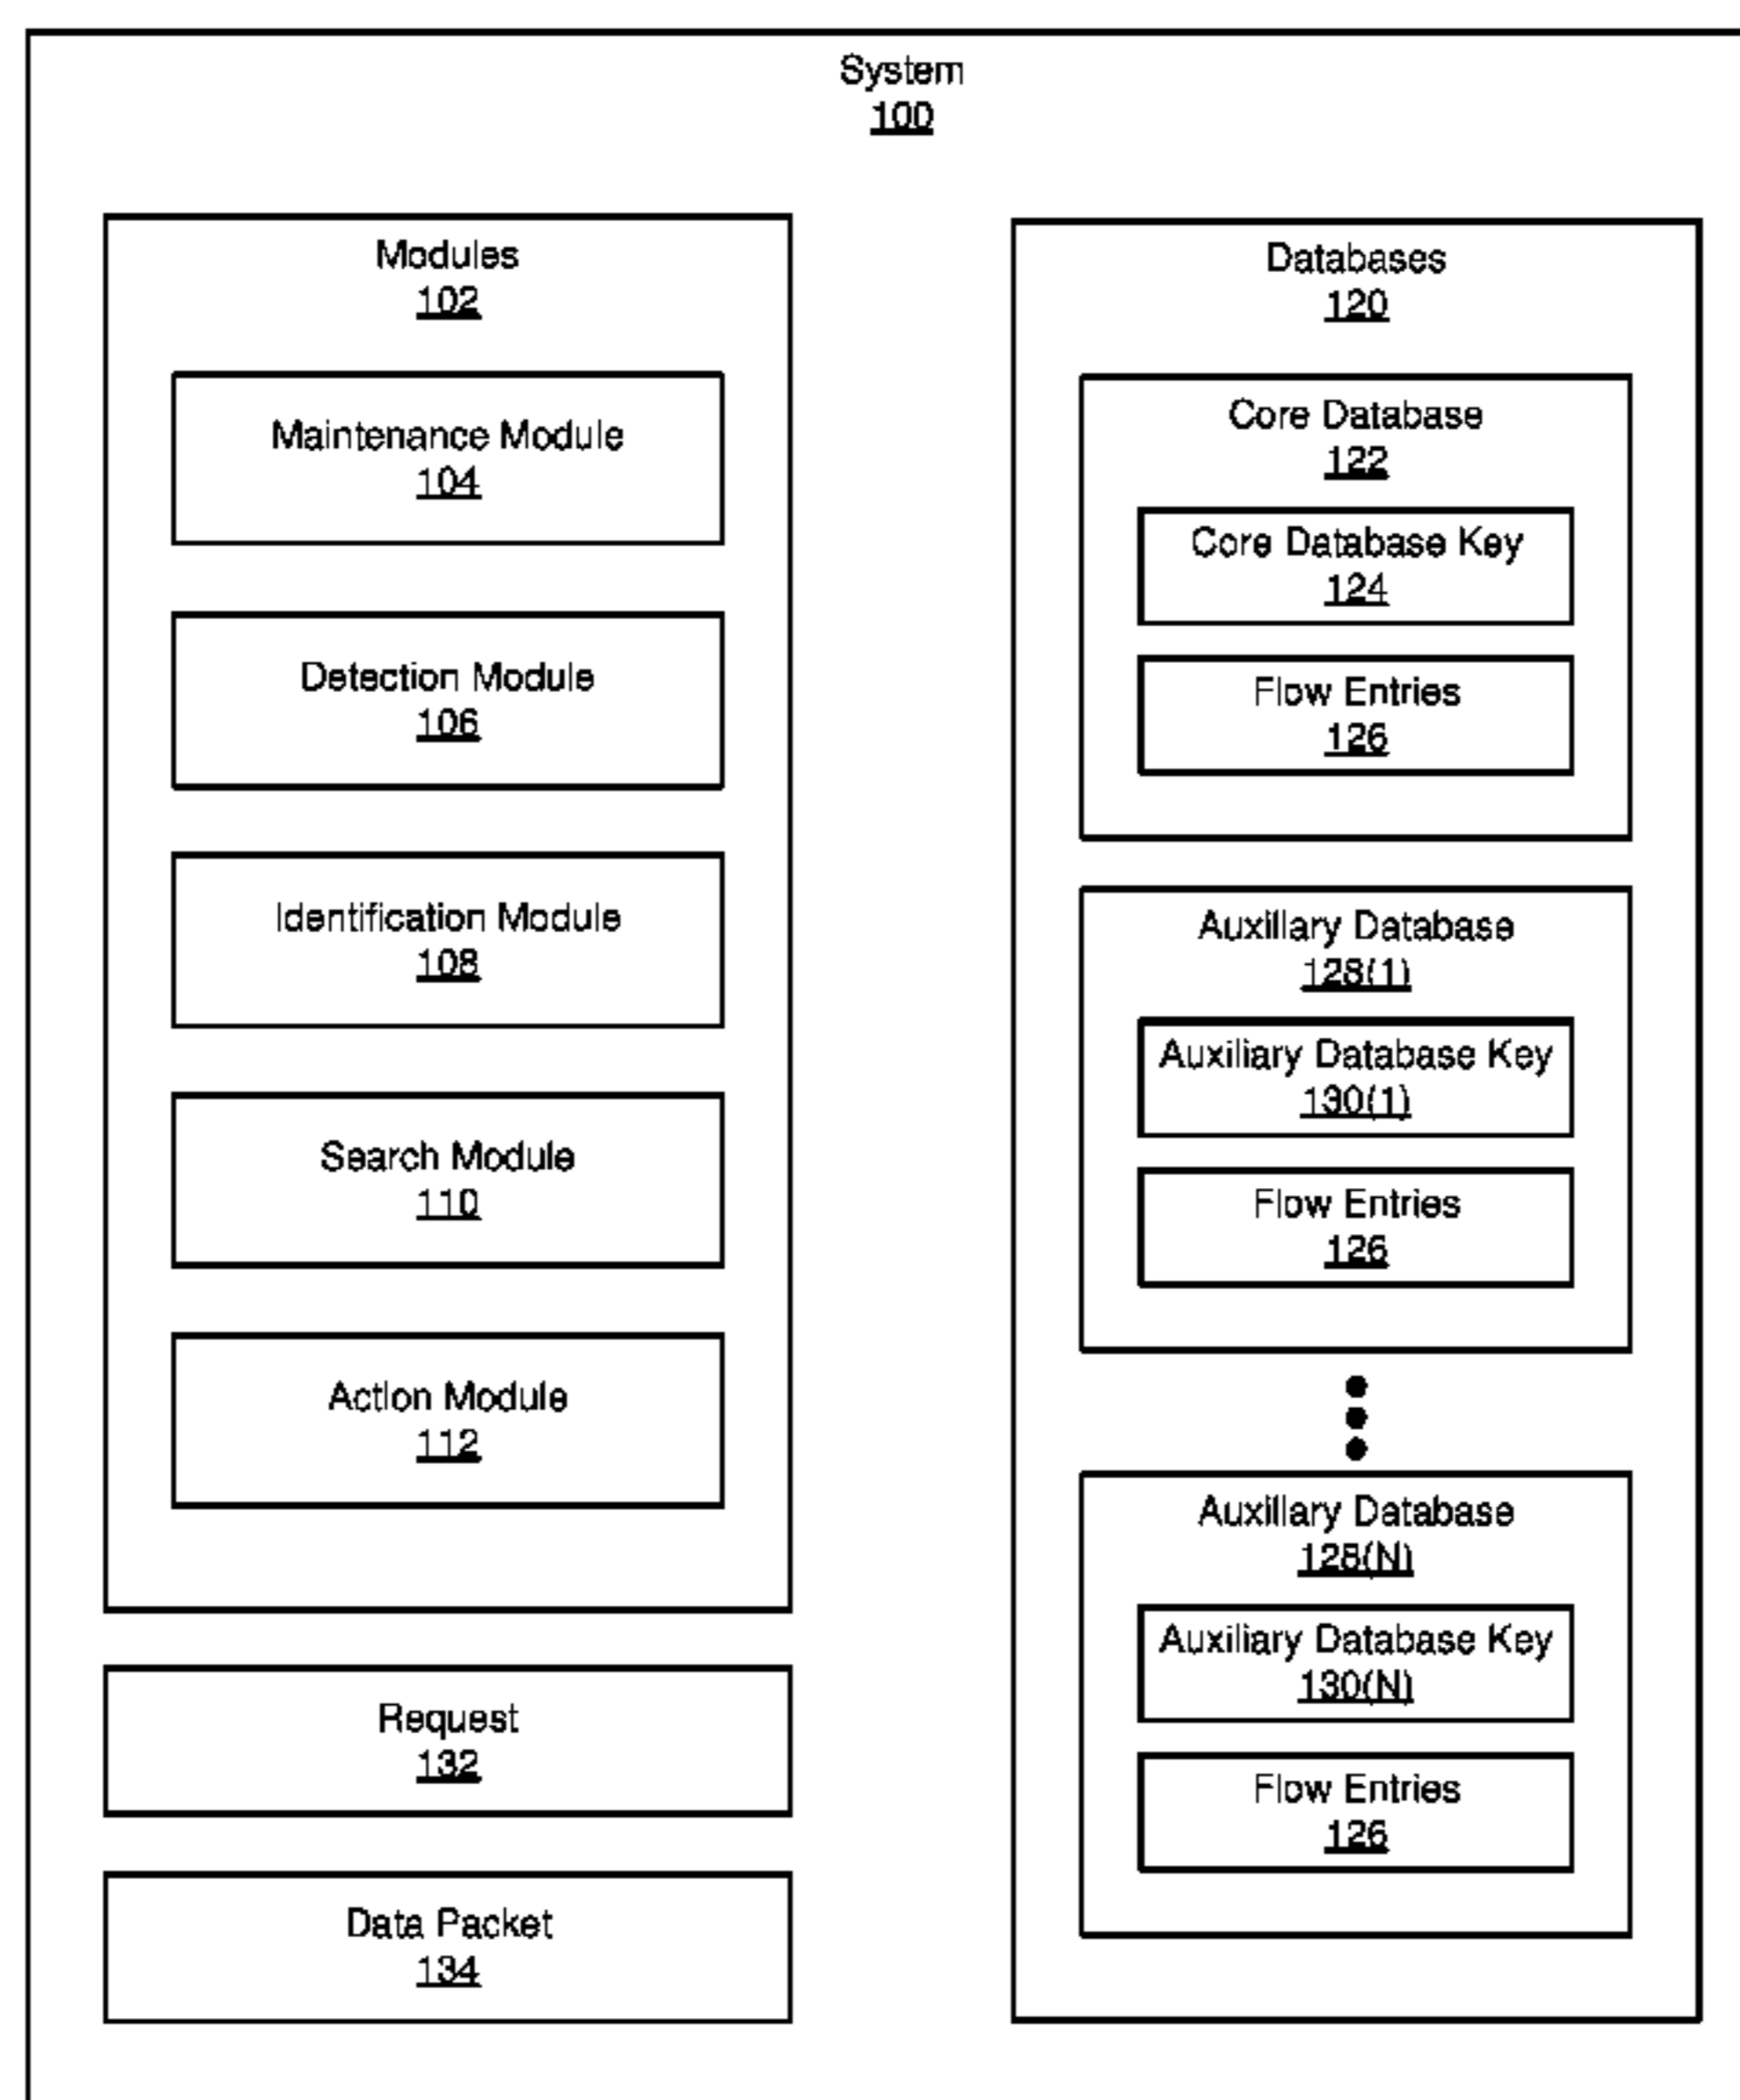 System
100
Modules
102
Maintenance Module
104
Detection Module
106
Identification Module
108
Search Module
110
Action Module
112
Request
132
Data Packet
134
Databases
120
Core Database
122
Core Database Key
124
Flow Entries
126
Auxillary Database
128(1)
Auxiliary Database Key
130(1)
Flow Entries
126
Auxillary Database
128(N)
Auxiliary Database Key
130(N)
Flow Entries
126